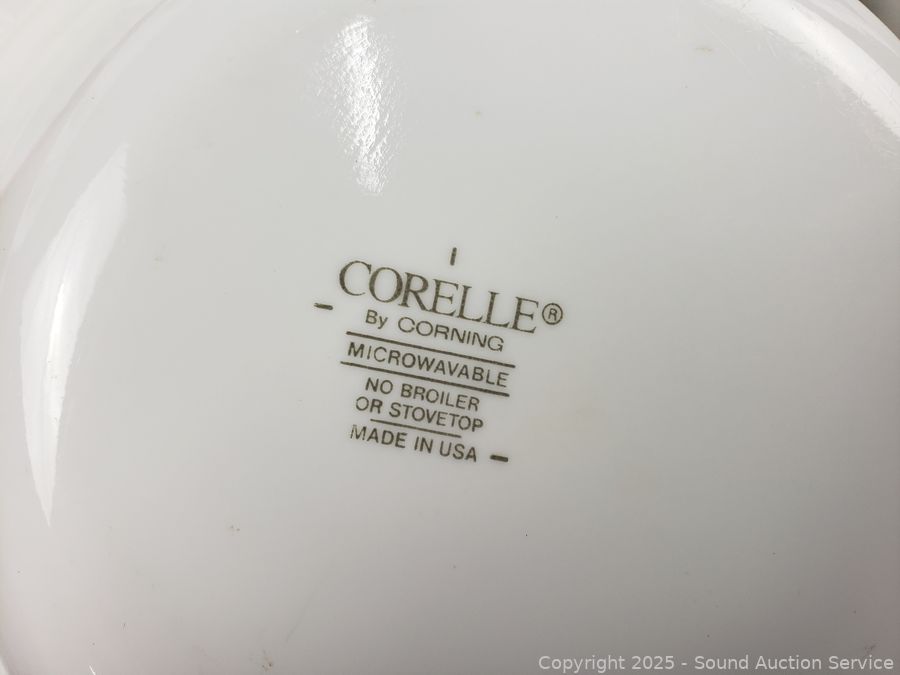 CORELLE®
By CORNING
MICROWAVABLE
NO BROILER
OR STOVETOP
MADE IN USA
Copyright 2025 - Sound Auction Service